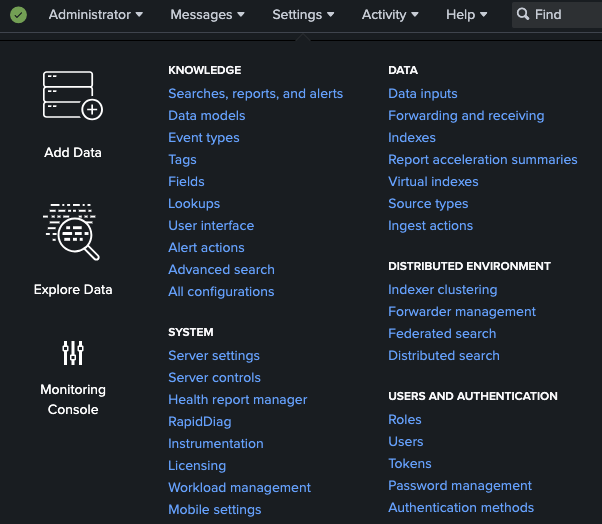 Administrator Messages Settings Activity Help Find
Add Data
Explore Data
Monitoring
Console
KNOWLEDGE
Searches, reports, and alerts
Data models
Event types
Tags
Fields
Lookups
User interface
Alert actions
Advanced search
All configurations
SYSTEM
Server settings
Server controls
Health report manager
RapidDiag
Instrumentation
Licensing
Workload management
Mobile settings
DATA
Data inputs
Forwarding and receiving
Indexes
Report acceleration summaries
Virtual indexes
Source types
Ingest actions
DISTRIBUTED ENVIRONMENT
Indexer clustering
Forwarder management
Federated search
Distributed search
USERS AND AUTHENTICATION
Roles
Users
Tokens
Password management
Authentication methods